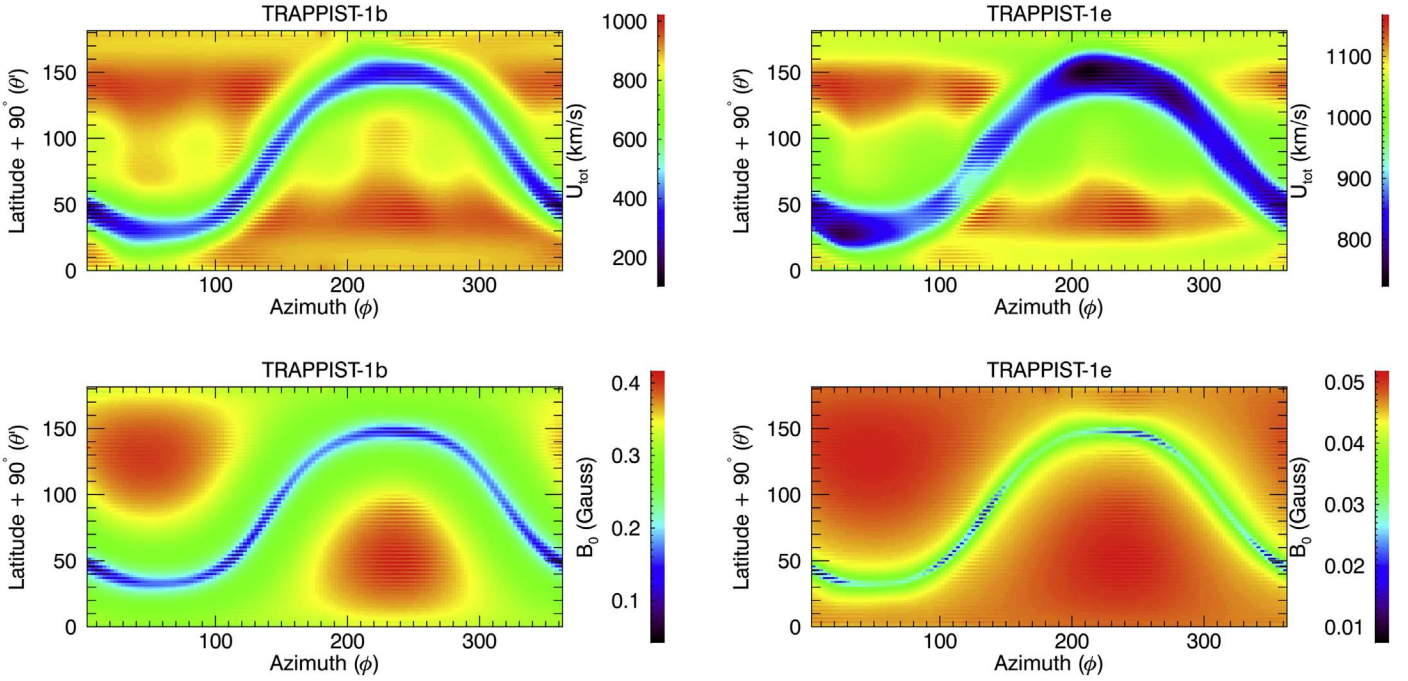 TRAPPIST-1b
Latitude + 90° (θ')
150
100
50
0
100
200
300
Azimuth (ϕ)
1000
800
600
400
200
U_tot (km/s)
TRAPPIST-1e
Latitude + 90° (θ')
150
100
50
0
100
200
300
Azimuth (ϕ)
1100
1000
900
800
U_tot (km/s)
TRAPPIST-1b
Latitude + 90° (θ')
150
100
50
0
100
200
300
Azimuth (ϕ)
0.4
0.3
0.2
0.1
B_0 (Gauss)
TRAPPIST-1e
Latitude + 90° (θ')
150
100
50
0
100
200
300
Azimuth (ϕ)
0.05
0.04
0.03
0.02
0.01
B_0 (Gauss)